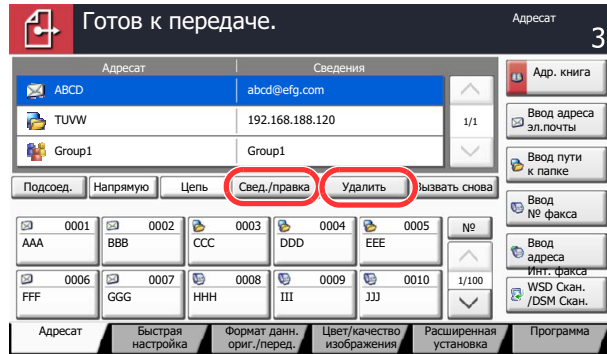 Готов к передаче.
Адресат
3
Адресат Сведения
ABCD abcd@efg.com
TUVW 192.168.188.120
Group1 Group1
1/1
Адр. книга
Ввод адреса
эл.почты
Ввод пути
к папке
Ввод
№ факса
Ввод
адреса
Инт. факса
WSD Скан.
/DSM Скан.
Подсоед. Напрямую Цепь Свед./правка Удалить Вызвать снова
0001 0002 0003 0004 0005 №
AAA BBB CCC DDD EEE
0006 0007 0008 0009 0010 1/100
FFF GGG HHH III JJJ
Адресат
Быстрая
настройка
Формат данн.
ориг./перед.
Цвет/качество
изображения
Расширенная
установка
Программа